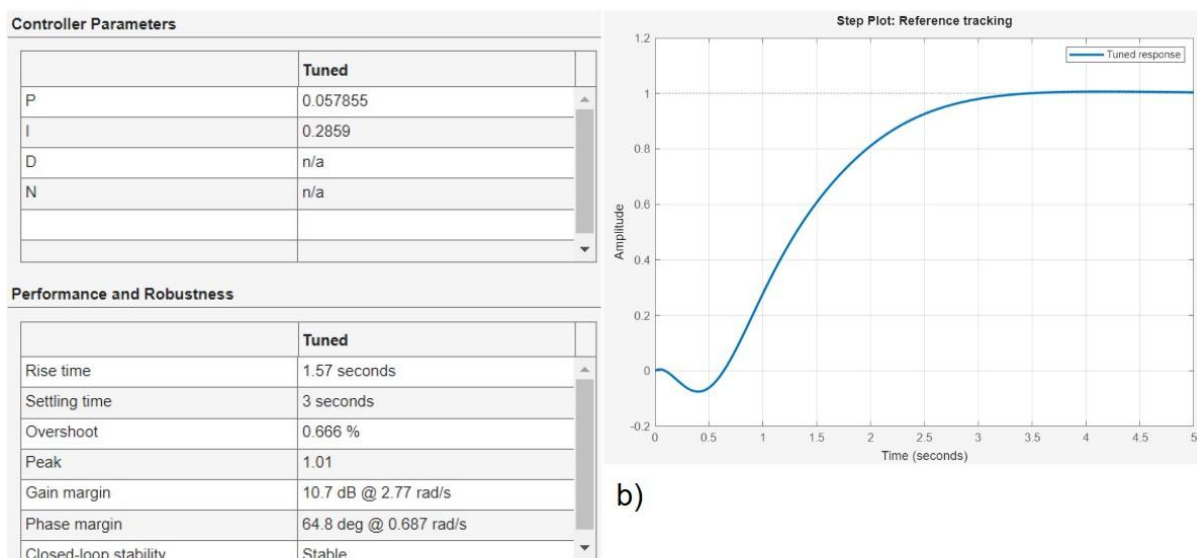 Controller Parameters
Tuned
P 0.057855
I 0.2859
D n/a
N n/a
Performance and Robustness
Tuned
Rise time 1.57 seconds
Settling time 3 seconds
Overshoot 0.666 %
Peak 1.01
Gain margin 10.7 dB @ 2.77 rad/s
Phase margin 64.8 deg @ 0.687 rad/s
Closed-loop stability Stable
Step Plot: Reference tracking
Tuned response
1.2
1
0.8
0.6
0.4
0.2
0
-0.2
Amplitude
0 0.5 1 1.5 2 2.5 3 3.5 4 4.5 5
Time (seconds)
b)